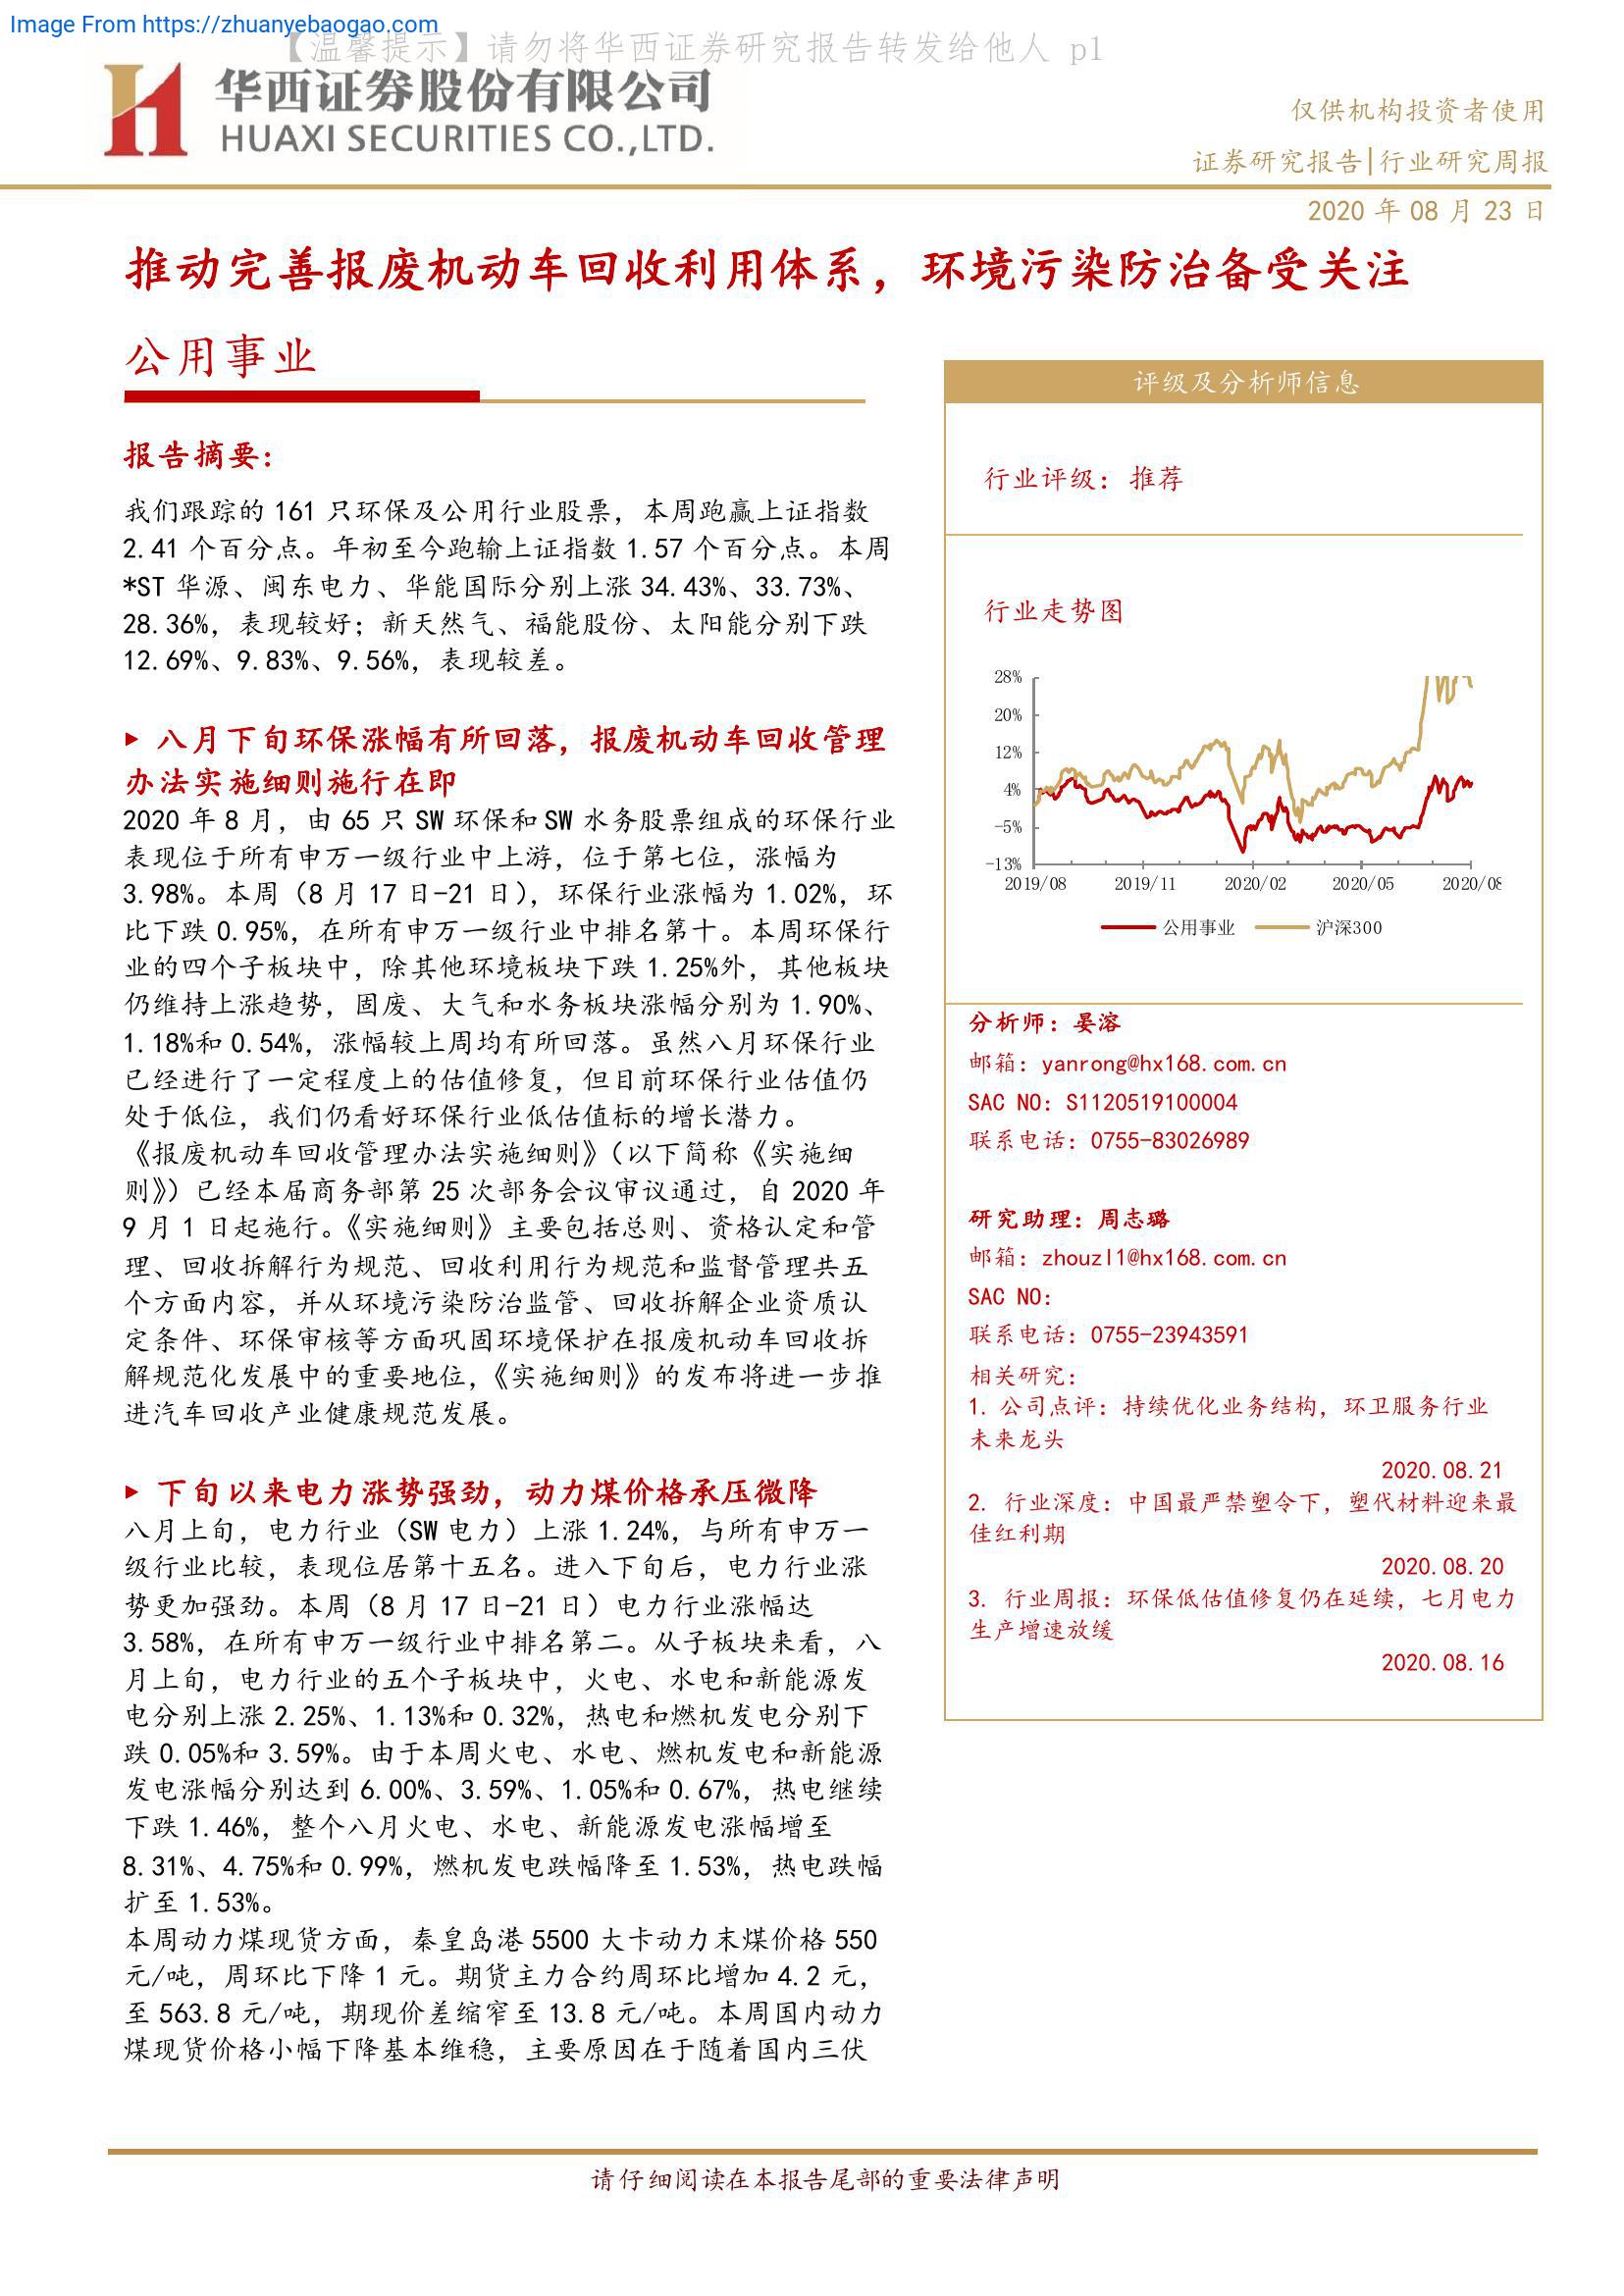 Image From https://zhuanyebaogao.com
【温馨提示】请勿将华西证券研究报告转发给他人 p1
华西证券股份有限公司
HUAXI SECURITIES CO.,LTD.
仅供机构投资者使用
证券研究报告|行业研究周报
2020 年 08 月 23 日
推动完善报废机动车回收利用体系，环境污染防治备受关注
公用事业
报告摘要：
我们跟踪的 161 只环保及公用行业股票，本周跑赢上证指数
2.41 个百分点。年初至今跑输上证指数 1.57 个百分点。本周
*ST 华源、闽东电力、华能国际分别上涨 34.43%、33.73%、
28.36%，表现较好；新天然气、福能股份、太阳能分别下跌
12.69%、9.83%、9.56%，表现较差。
▶ 八月下旬环保涨幅有所回落，报废机动车回收管理
办法实施细则施行在即
2020 年 8 月，由 65 只 SW 环保和 SW 水务股票组成的环保行业
表现位于所有申万一级行业中上游，位于第七位，涨幅为
3.98%。本周（8 月 17 日-21 日），环保行业涨幅为 1.02%，环
比下跌 0.95%，在所有申万一级行业中排名第十。本周环保行
业的四个子板块中，除其他环境板块下跌 1.25%外，其他板块
仍维持上涨趋势，固废、大气和水务板块涨幅分别为 1.90%、
1.18%和 0.54%，涨幅较上周均有所回落。虽然八月环保行业
已经进行了一定程度上的估值修复，但目前环保行业估值仍
处于低位，我们仍看好环保行业低估值标的增长潜力。
《报废机动车回收管理办法实施细则》（以下简称《实施细
则》）已经本届商务部第 25 次部务会议审议通过，自 2020 年
9 月 1 日起施行。《实施细则》主要包括总则、资格认定和管
理、回收拆解行为规范、回收利用行为规范和监督管理共五
个方面内容，并从环境污染防治监管、回收拆解企业资质认
定条件、环保审核等方面巩固环境保护在报废机动车回收拆
解规范化发展中的重要地位，《实施细则》的发布将进一步推
进汽车回收产业健康规范发展。
▶ 下旬以来电力涨势强劲，动力煤价格承压微降
八月上旬，电力行业（SW 电力）上涨 1.24%，与所有申万一
级行业比较，表现位居第十五名。进入下旬后，电力行业涨
势更加强劲。本周（8 月 17 日-21 日）电力行业涨幅达
3.58%，在所有申万一级行业中排名第二。从子板块来看，八
月上旬，电力行业的五个子板块中，火电、水电和新能源发
电分别上涨 2.25%、1.13%和 0.32%，热电和燃机发电分别下
跌 0.05%和 3.59%。由于本周火电、水电、燃机发电和新能源
发电涨幅分别达到 6.00%、3.59%、1.05%和 0.67%，热电继续
下跌 1.46%，整个八月火电、水电、新能源发电涨幅增至
8.31%、4.75%和 0.99%，燃机发电跌幅降至 1.53%，热电跌幅
扩至 1.53%。
本周动力煤现货方面，秦皇岛港 5500 大卡动力末煤价格 550
元/吨，周环比下降 1 元。期货主力合约周环比增加 4.2 元，
至 563.8 元/吨，期现价差缩窄至 13.8 元/吨。本周国内动力
煤现货价格小幅下降基本维稳，主要原因在于随着国内三伏
评级及分析师信息
行业评级：推荐
行业走势图
28%
20%
12%
4%
-5%
-13%
2019/08 2019/11 2020/02 2020/05 2020/08
公用事业 沪深300
分析师：晏溶
邮箱：yanrong@hx168.com.cn
SAC NO：S1120519100004
联系电话：0755-83026989
研究助理：周志璐
邮箱：zhouzl1@hx168.com.cn
SAC NO：
联系电话：0755-23943591
相关研究：
1. 公司点评：持续优化业务结构，环卫服务行业
未来龙头
2020.08.21
2. 行业深度：中国最严禁塑令下，塑代材料迎来最
佳红利期
2020.08.20
3. 行业周报：环保低估值修复仍在延续，七月电力
生产增速放缓
2020.08.16
请仔细阅读在本报告尾部的重要法律声明